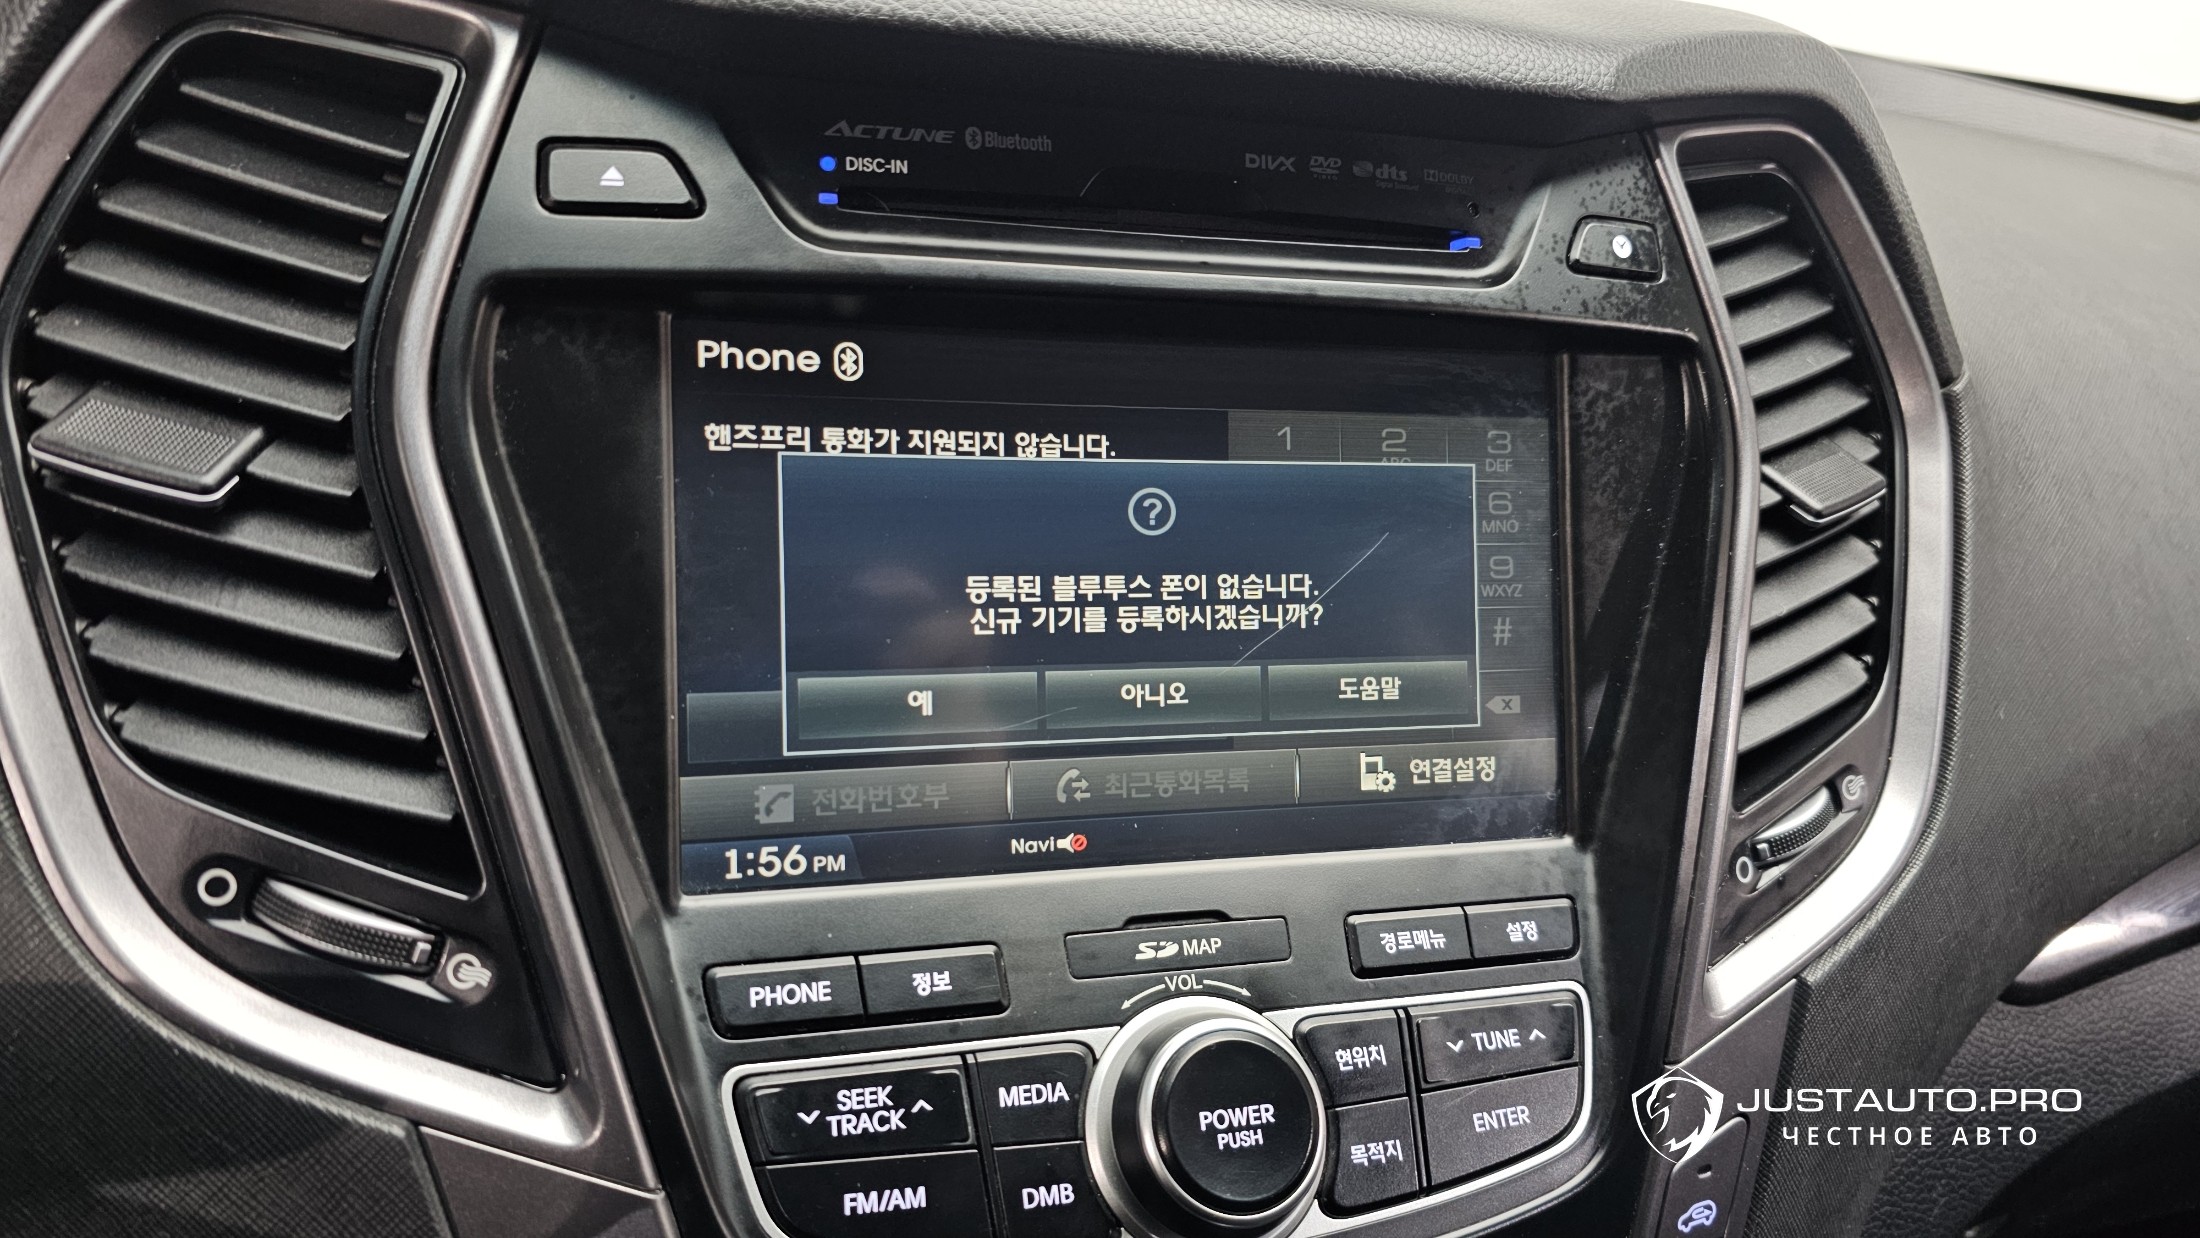 ACTUNE Bluetooth
DISC-IN
DIVX DVD VIDEO dts DOLBY
Phone
핸즈프리 통화가 지원되지 않습니다.
1 2 3
ABC DEF
6
MNO
9
WXYZ
#
?
등록된 블루투스 폰이 없습니다.
신규 기기를 등록하시겠습니까?
예 아니오 도움말
전화번호부 최근통화목록 연결설정
1:56 PM Navi
SD MAP
PHONE 정보 경로메뉴 설정
VOL
SEEK
TRACK
MEDIA
POWER
PUSH
현위치 TUNE
FM/AM DMB
목적지 ENTER
JUSTAUTO.PRO
ЧЕСТНОЕ АВТО